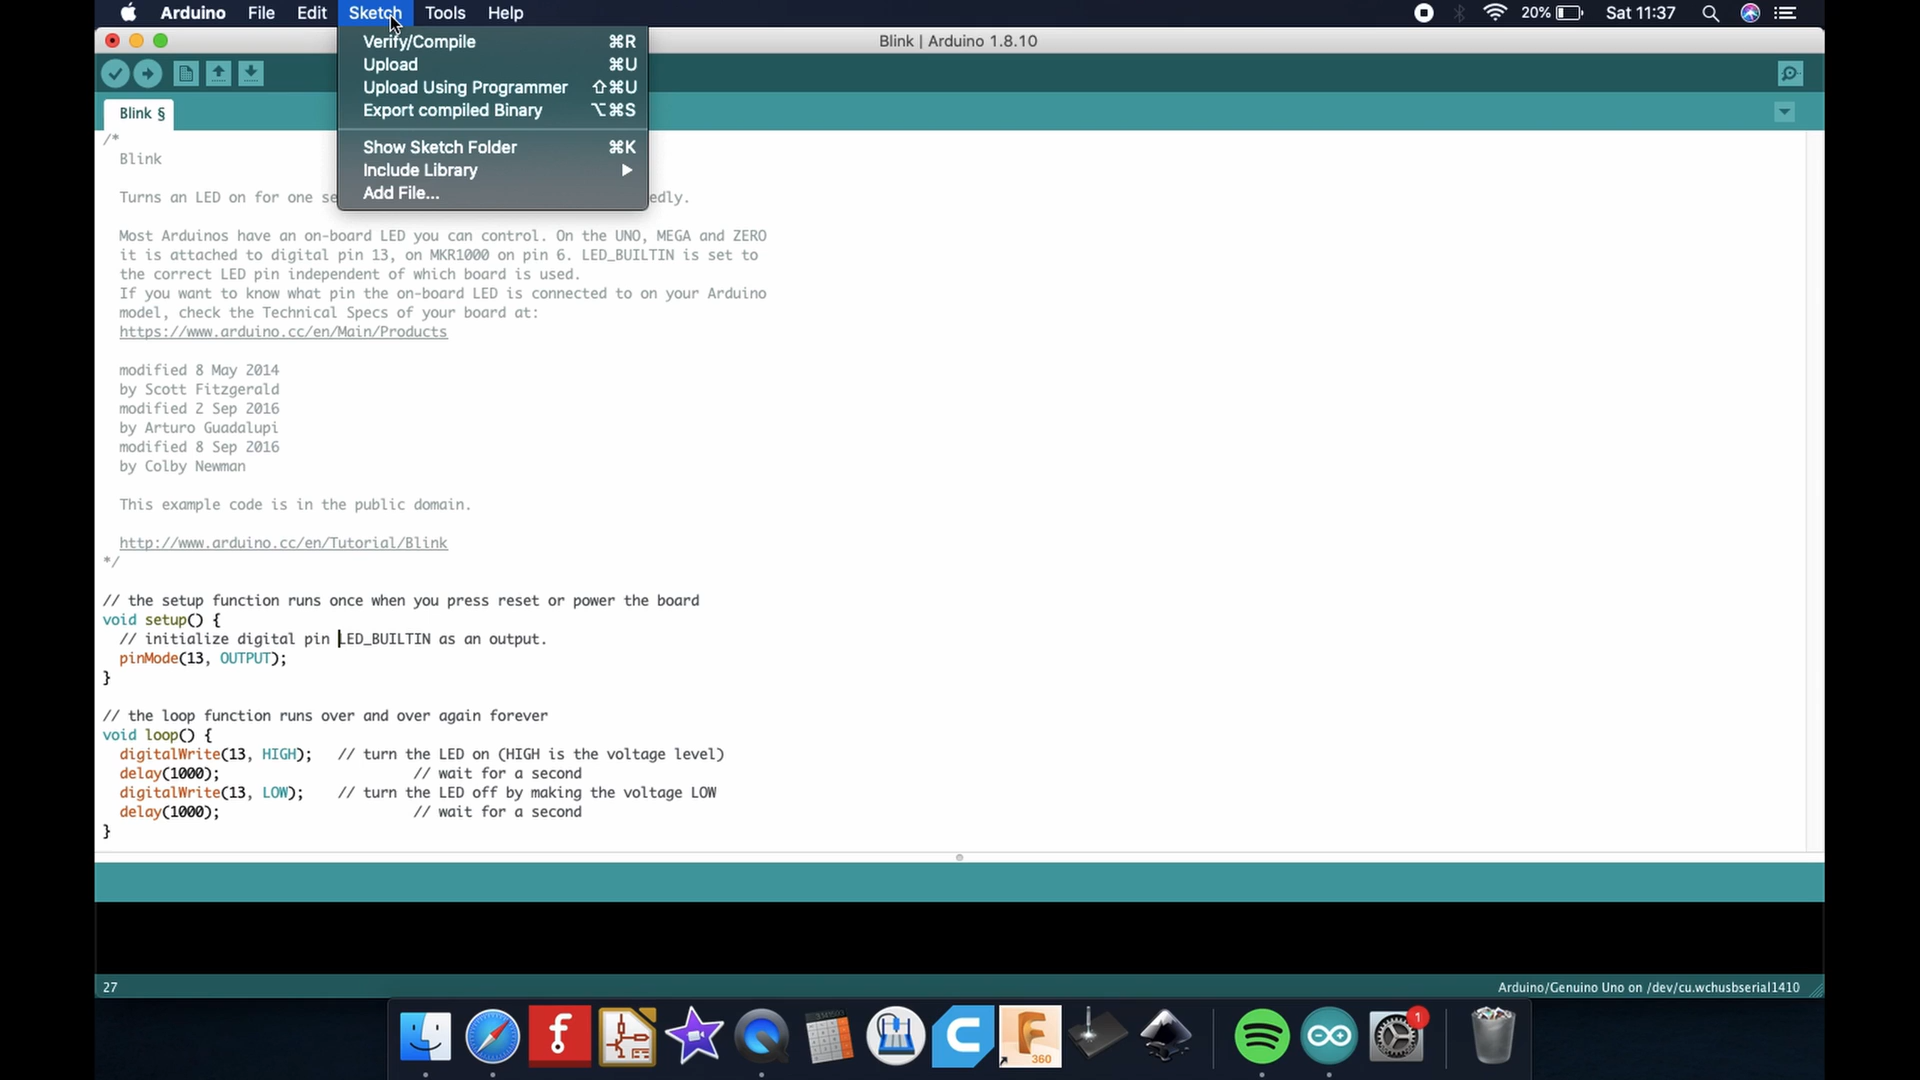 Arduino File Edit Sketch Tools Help 20% Sat 11:37
Blink | Arduino 1.8.10
Verify/Compile ⌘R
Upload ⌘U
Upload Using Programmer ⇧⌘U
Export compiled Binary ⌥⌘S
Show Sketch Folder ⌘K
Include Library ▶
Add File...
Blink §
/*
Blink
Turns an LED on for one se edly.
Most Arduinos have an on-board LED you can control. On the UNO, MEGA and ZERO
it is attached to digital pin 13, on MKR1000 on pin 6. LED_BUILTIN is set to
the correct LED pin independent of which board is used.
If you want to know what pin the on-board LED is connected to on your Arduino
model, check the Technical Specs of your board at:
https://www.arduino.cc/en/Main/Products
modified 8 May 2014
by Scott Fitzgerald
modified 2 Sep 2016
by Arturo Guadalupi
modified 8 Sep 2016
by Colby Newman
This example code is in the public domain.
http://www.arduino.cc/en/Tutorial/Blink
*/
// the setup function runs once when you press reset or power the board
void setup() {
// initialize digital pin LED_BUILTIN as an output.
pinMode(13, OUTPUT);
}
// the loop function runs over and over again forever
void loop() {
digitalWrite(13, HIGH); // turn the LED on (HIGH is the voltage level)
delay(1000); // wait for a second
digitalWrite(13, LOW); // turn the LED off by making the voltage LOW
delay(1000); // wait for a second
}
27 Arduino/Genuino Uno on /dev/cu.wchusbserial1410
f C F 360 1